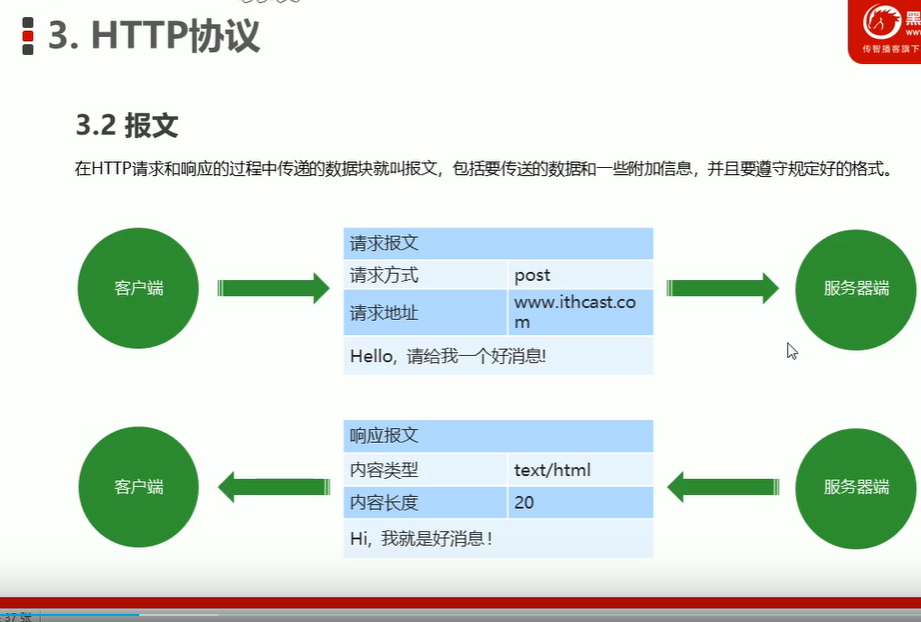 3. HTTP协议
黑
www
传智播客旗下
3.2 报文
在HTTP请求和响应的过程中传递的数据块就叫报文，包括要传送的数据和一些附加信息，并且要遵守规定好的格式。
客户端
请求报文
请求方式 post
请求地址 www.ithcast.co
m
Hello，请给我一个好消息!
服务器端
客户端
响应报文
内容类型 text/html
内容长度 20
Hi，我就是好消息！
服务器端
37 张